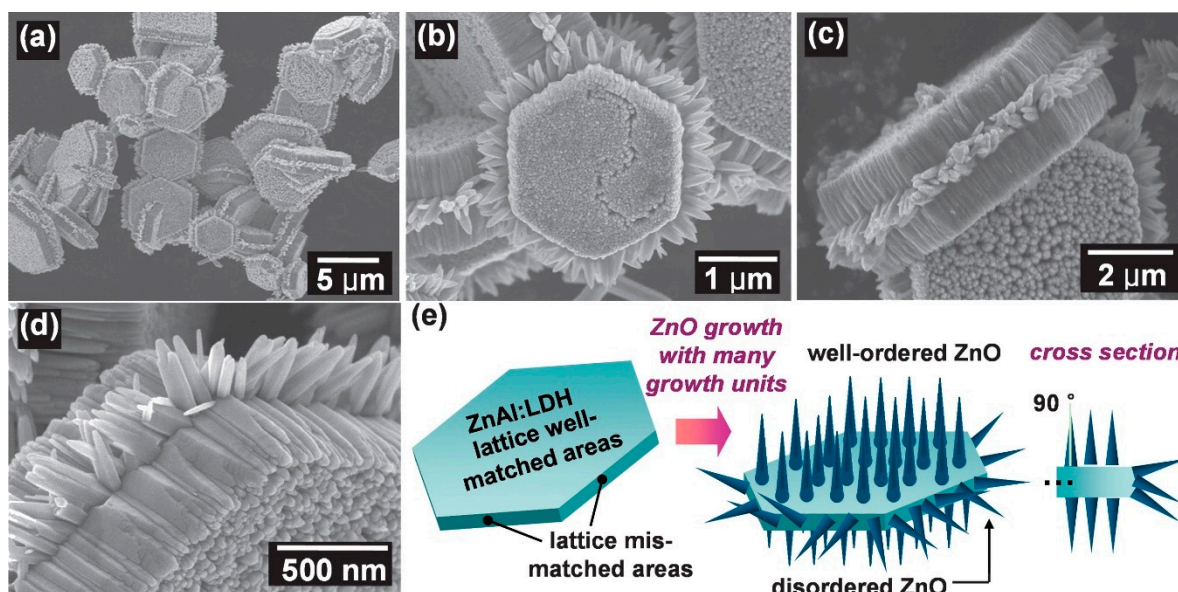 (a)
5 µm
(b)
1 µm
(c)
2 µm
(d)
500 nm
(e)
ZnO growth
with many
growth units
ZnAl:LDH
lattice well-
matched areas
lattice mis-
matched areas
well-ordered ZnO
disordered ZnO
cross section
90 °
...